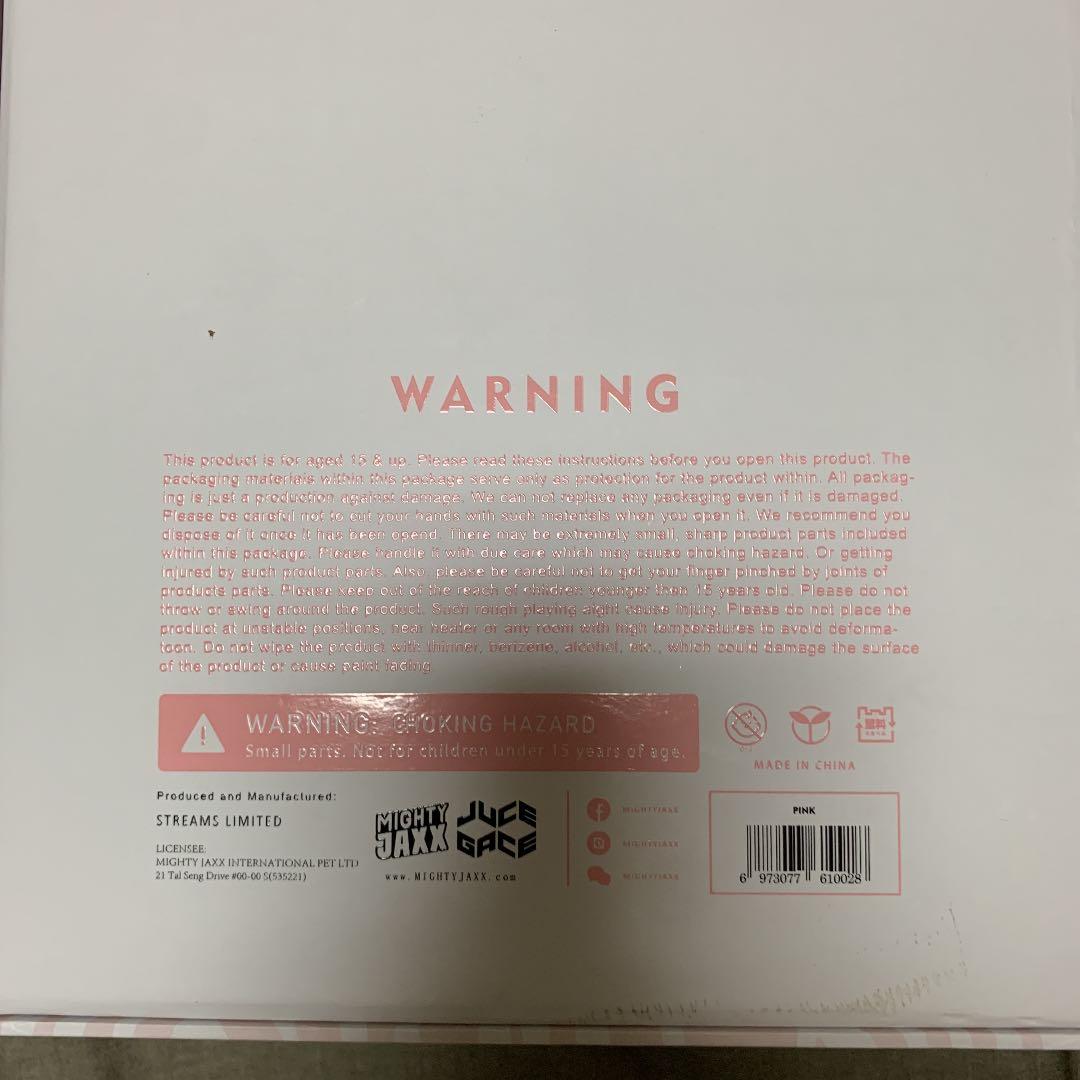 WARNING
This product is for aged 15 & up. Please read these instructions before you open this product. The
packaging materials within this package serve only as protection for the product within. All packag-
ing is just a production against damage. We can not replace any packaging even if it is damaged.
Please be careful not to cut your hands with such materials when you open it. We recommend you
dispose of it once it has been opend. There may be extremely small, sharp product parts included
within this package. Please handle it with due care which may cause choking hazard. Or getting
injured by such product parts. Also, please be careful not to get your finger pinched by joints of
products parts. Please keep out of the reach of children younger then 15 years old. Please do not
throw or swing around the product. Such rough playing aight cause injury. Please do not place the
product at unstable positions, near heater or any room with high temperatures to avoid deforma-
toon. Do not wipe the product with thinner, benzene, alcohol, etc., which could damage the surface
of the product or cause paint fading.
WARNING: CHOKING HAZARD
Small parts. Not for children under 15 years of age.
0-3
塑料
MADE IN CHINA
Produced and Manufactured:
STREAMS LIMITED
LICENSEE:
MIGHTY JAXX INTERNATIONAL PET LTD
21 Tal Seng Drive #00-00 S(535221)
MIGHTY
JAXX
JUCE
GACE
www.MIGHTYJAXX.com
MIGHTYJAXX
MIGHTYJAXX
MIGHTYJAXX
PINK
6 973077 610028